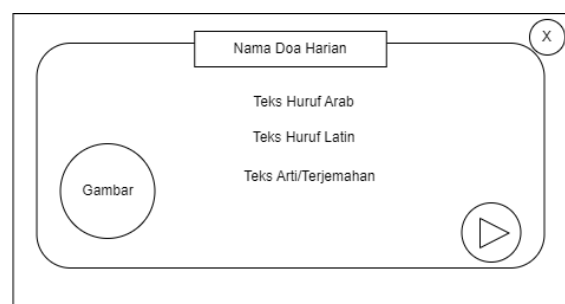 X
Nama Doa Harian
Teks Huruf Arab
Teks Huruf Latin
Teks Arti/Terjemahan
Gambar